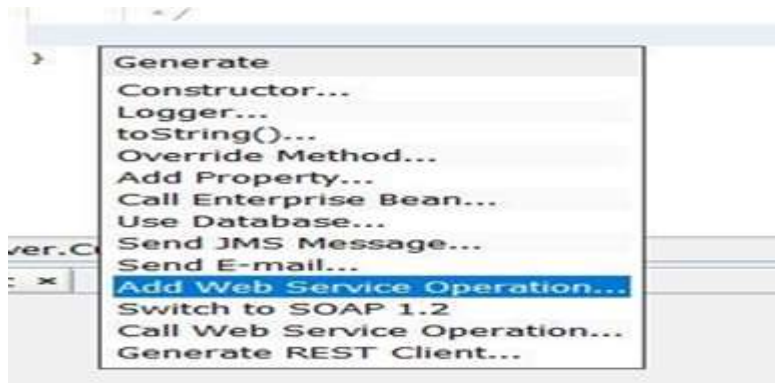 */
}
Generate
Constructor...
Logger...
toString()...
Override Method...
Add Property...
Call Enterprise Bean...
Use Database...
Send JMS Message...
Send E-mail...
Add Web Service Operation...
Switch to SOAP 1.2
Call Web Service Operation...
Generate REST Client...